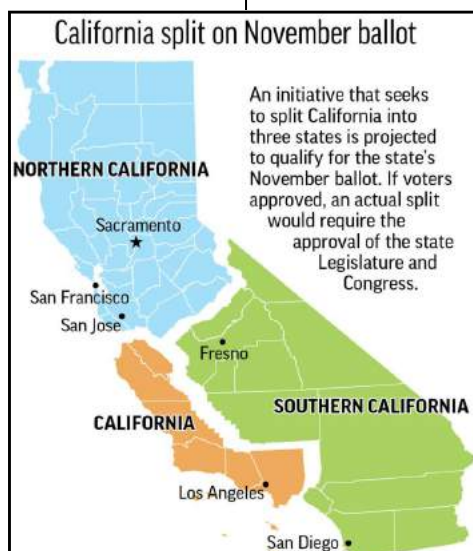 California split on November ballot
An initiative that seeks
to split California into
three states is projected
to qualify for the state's
November ballot. If voters
approved, an actual split
would require the
approval of the state
Legislature and
Congress.
NORTHERN CALIFORNIA
Sacramento
San Francisco
San Jose
Fresno
SOUTHERN CALIFORNIA
CALIFORNIA
Los Angeles
San Diego